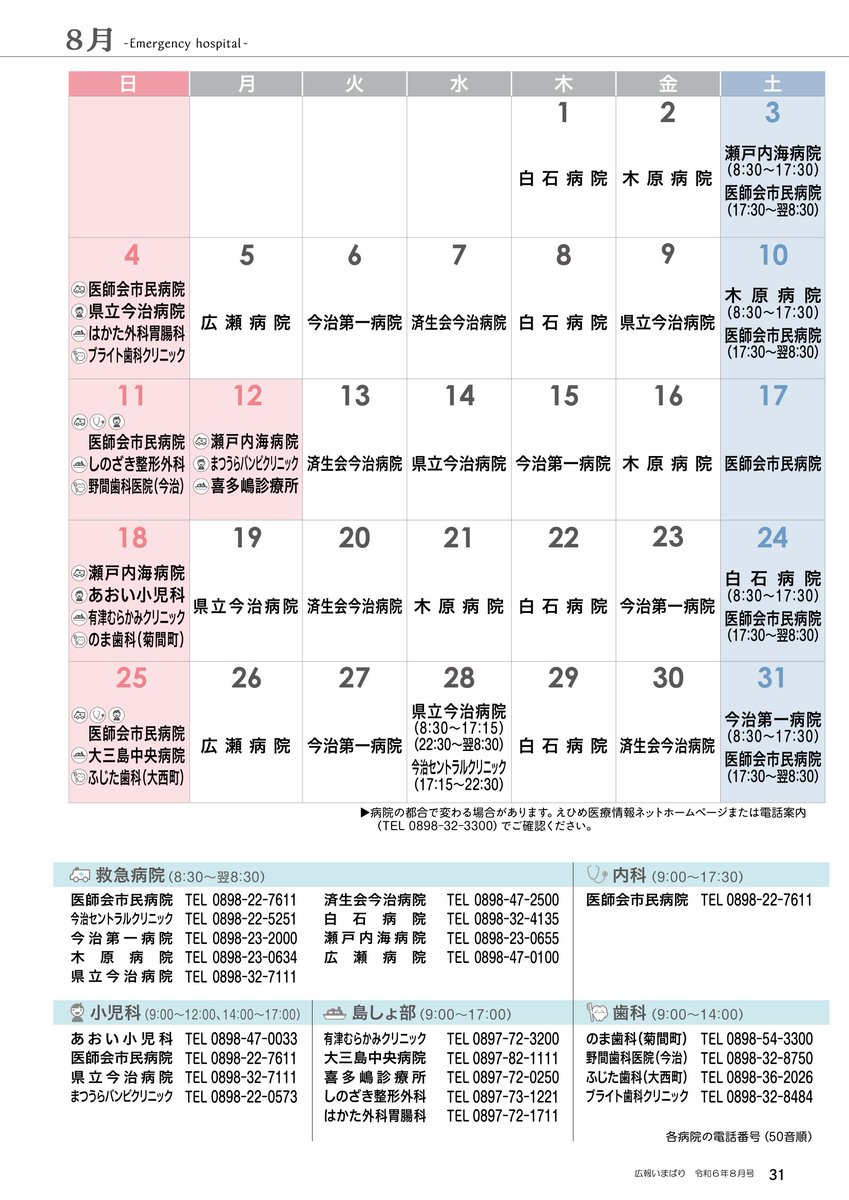 8月 -Emergency hospital-
日 月 火 水 木 金 土
1 2 3
白石病院 木原病院 瀬戸内海病院
(8:30～17:30)
医師会市民病院
(17:30～翌8:30)
4 5 6 7 8 9 10
医師会市民病院
県立今治病院
はかた外科胃腸科
ブライト歯科クリニック
広瀬病院 今治第一病院 済生会今治病院 白石病院 県立今治病院
木原病院
(8:30～17:30)
医師会市民病院
(17:30～翌8:30)
11 12 13 14 15 16 17
医師会市民病院
しのざき整形外科
野間歯科医院(今治)
瀬戸内海病院
まつうらバンビクリニック
喜多嶋診療所
済生会今治病院 県立今治病院 今治第一病院 木原病院 医師会市民病院
18 19 20 21 22 23 24
瀬戸内海病院
あおい小児科
有津むらかみクリニック
のま歯科(菊間町)
県立今治病院 済生会今治病院 木原病院 白石病院 今治第一病院
白石病院
(8:30～17:30)
医師会市民病院
(17:30～翌8:30)
25 26 27 28 29 30 31
医師会市民病院
大三島中央病院
ふじた歯科(大西町)
広瀬病院 今治第一病院
県立今治病院
(8:30～17:15)
(22:30～翌8:30)
今治セントラルクリニック
(17:15～22:30)
白石病院 済生会今治病院
今治第一病院
(8:30～17:30)
医師会市民病院
(17:30～翌8:30)
▶病院の都合で変わる場合があります。えひめ医療情報ネットホームページまたは電話案内
(TEL 0898-32-3300)でご確認ください。
救急病院(8:30～翌8:30)
医師会市民病院 TEL 0898-22-7611
今治セントラルクリニック TEL 0898-22-5251
今治第一病院 TEL 0898-23-2000
木原病院 TEL 0898-23-0634
県立今治病院 TEL 0898-32-7111
済生会今治病院 TEL 0898-47-2500
白石病院 TEL 0898-32-4135
瀬戸内海病院 TEL 0898-23-0655
広瀬病院 TEL 0898-47-0100
内科(9:00～17:30)
医師会市民病院 TEL 0898-22-7611
小児科(9:00～12:00、14:00～17:00)
あおい小児科 TEL 0898-47-0033
医師会市民病院 TEL 0898-22-7611
県立今治病院 TEL 0898-32-7111
まつうらバンビクリニック TEL 0898-22-0573
島しょ部(9:00～17:00)
有津むらかみクリニック TEL 0897-72-3200
大三島中央病院 TEL 0897-82-1111
喜多嶋診療所 TEL 0897-72-0250
しのざき整形外科 TEL 0897-73-1221
はかた外科胃腸科 TEL 0897-72-1711
歯科(9:00～14:00)
のま歯科(菊間町) TEL 0898-54-3300
野間歯科医院(今治) TEL 0898-32-8750
ふじた歯科(大西町) TEL 0898-36-2026
ブライト歯科クリニック TEL 0898-32-8484
各病院の電話番号(50音順)
広報いまばり 令和6年8月号 31